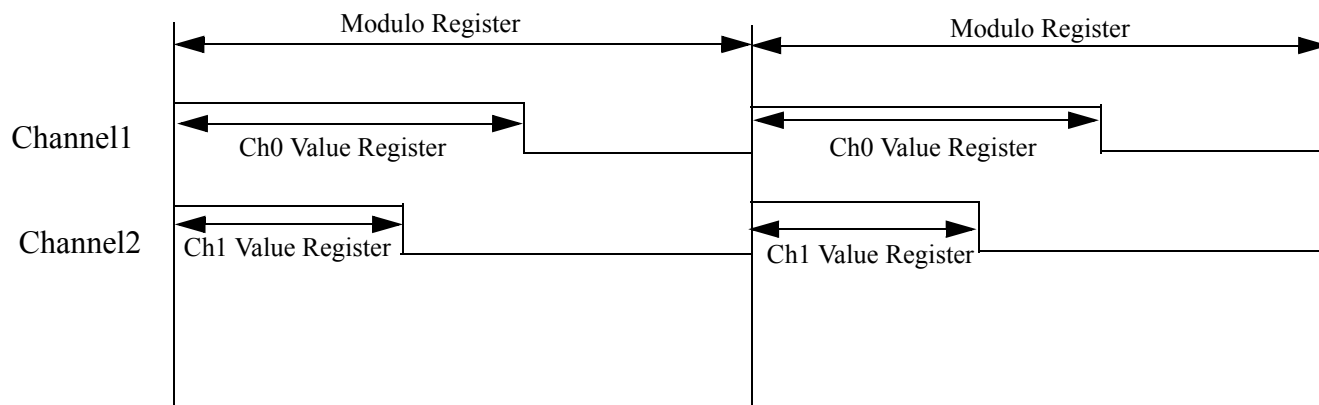 Modulo Register
Modulo Register
Channel1
Ch0 Value Register
Ch0 Value Register
Channel2
Ch1 Value Register
Ch1 Value Register